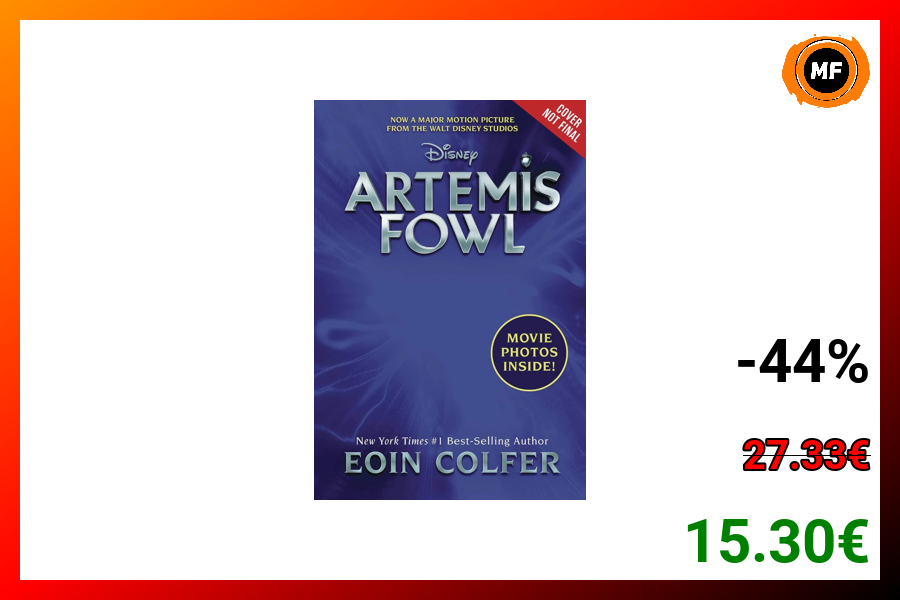 MF
COVER
NOT FINAL
NOW A MAJOR MOTION PICTURE
FROM THE WALT DISNEY STUDIOS
Disney
ARTEMIS
FOWL
MOVIE
PHOTOS
INSIDE!
New York Times #1 Best-Selling Author
EOIN COLFER
-44%
27.33€
15.30€